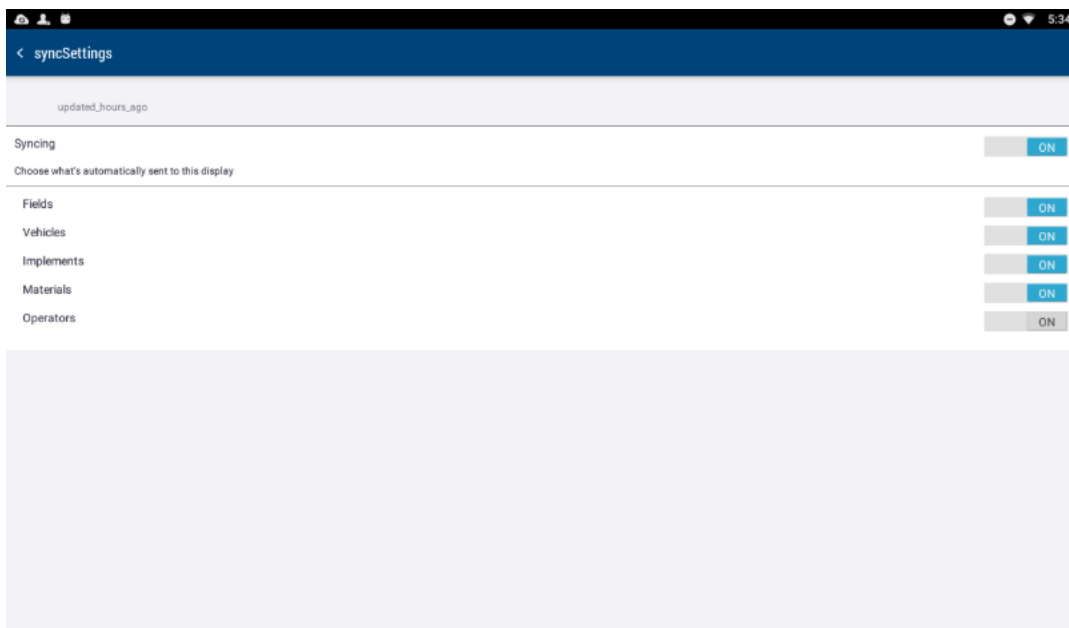 5:34
< syncSettings
updated_hours_ago
Syncing ON
Choose what's automatically sent to this display
Fields ON
Vehicles ON
Implements ON
Materials ON
Operators ON